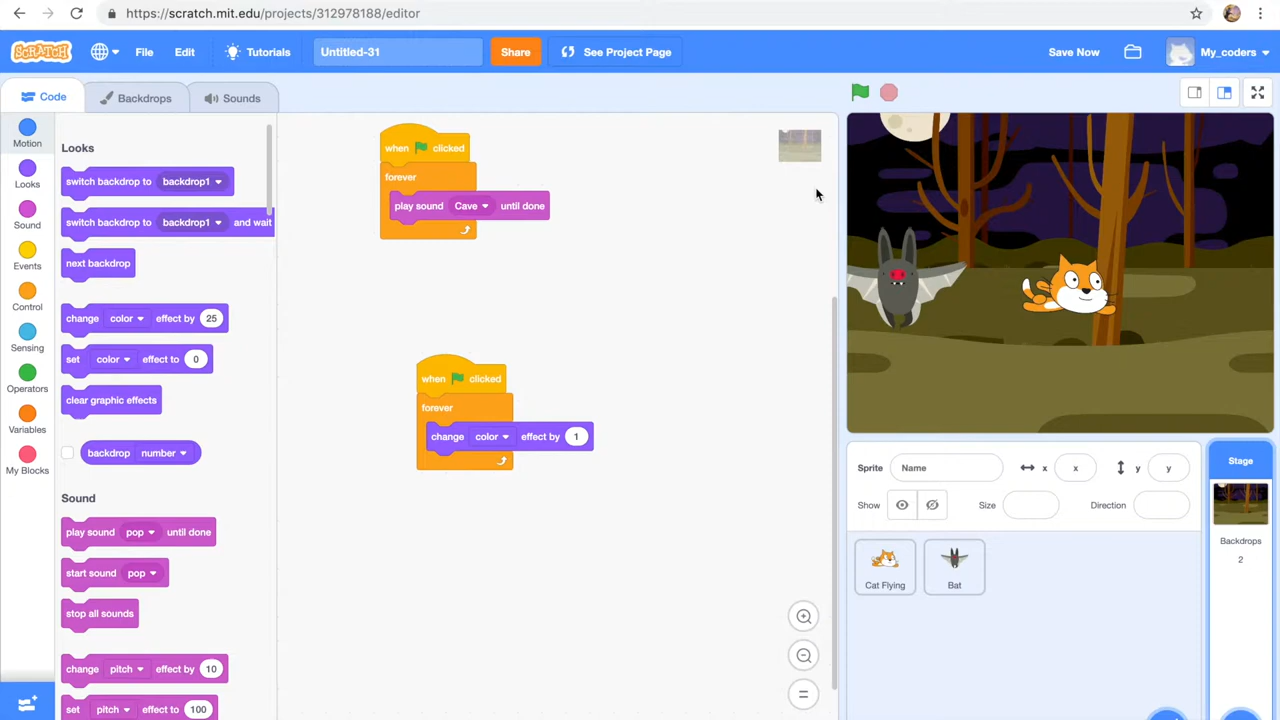 https://scratch.mit.edu/projects/312978188/editor
SCRATCH File Edit Tutorials Untitled-31 Share See Project Page Save Now My_coders
Code Backdrops Sounds
Motion
Looks
Sound
Events
Control
Sensing
Operators
Variables
My Blocks
Looks
switch backdrop to backdrop1
switch backdrop to backdrop1 and wait
next backdrop
change color effect by 25
set color effect to 0
clear graphic effects
backdrop number
Sound
play sound pop until done
start sound pop
stop all sounds
change pitch effect by 10
set pitch effect to 100
when clicked
forever
play sound Cave until done
when clicked
forever
change color effect by 1
Sprite Name x x y y
Show Size Direction
Cat Flying
Bat
Stage
Backdrops
2